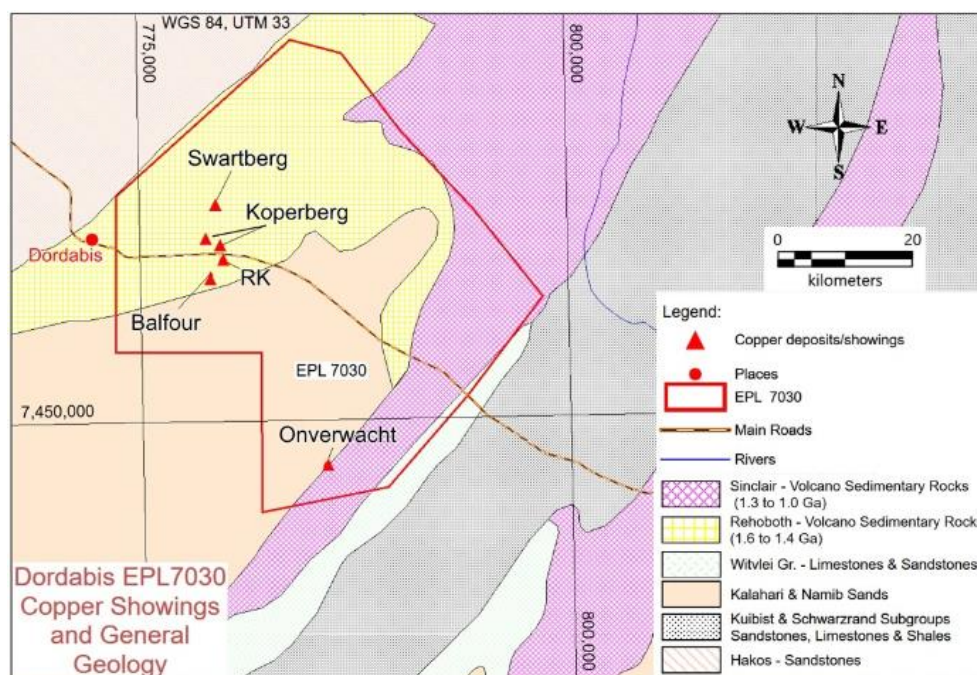 WGS 84, UTM 33
775,000
800,000
N
W E
S
Swartberg
Koperberg
Dordabis
RK
Balfour
EPL 7030
7,450,000
Onverwacht
800,000
0 10 20
kilometers
Legend:
Copper deposits/showings
Places
EPL 7030
Main Roads
Rivers
Sinclair - Volcano Sedimentary Rocks
(1.3 to 1.0 Ga)
Rehoboth - Volcano Sedimentary Rock
(1.6 to 1.4 Ga)
Witvlei Gr. - Limestones & Sandstones
Kalahari & Namib Sands
Kuibist & Schwarzrand Subgroups
Sandstones, Limestones & Shales
Hakos - Sandstones
Dordabis EPL7030
Copper Showings
and General
Geology